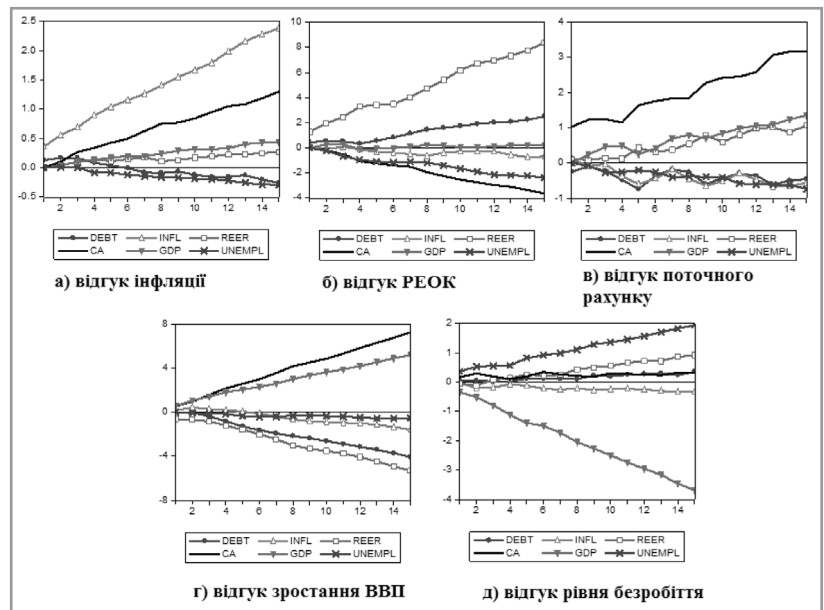 2.5
2.0
1.5
1.0
0.5
0.0
-0.5
2 4 6 8 10 12 14
DEBT INFL REER
CA GDP UNEMPL
а) відгук інфляції
10
8
6
4
2
0
-2
-4
2 4 6 8 10 12 14
DEBT INFL REER
CA GDP UNEMPL
б) відгук РЕОК
4
3
2
1
0
-1
2 4 6 8 10 12 14
DEBT INFL REER
CA GDP UNEMPL
в) відгук поточного
рахунку
8
4
0
-4
-8
2 4 6 8 10 12 14
DEBT INFL REER
CA GDP UNEMPL
г) відгук зростання ВВП
2
1
0
-1
-2
-3
-4
2 4 6 8 10 12 14
DEBT INFL REER
CA GDP UNEMPL
д) відгук рівня безробіття